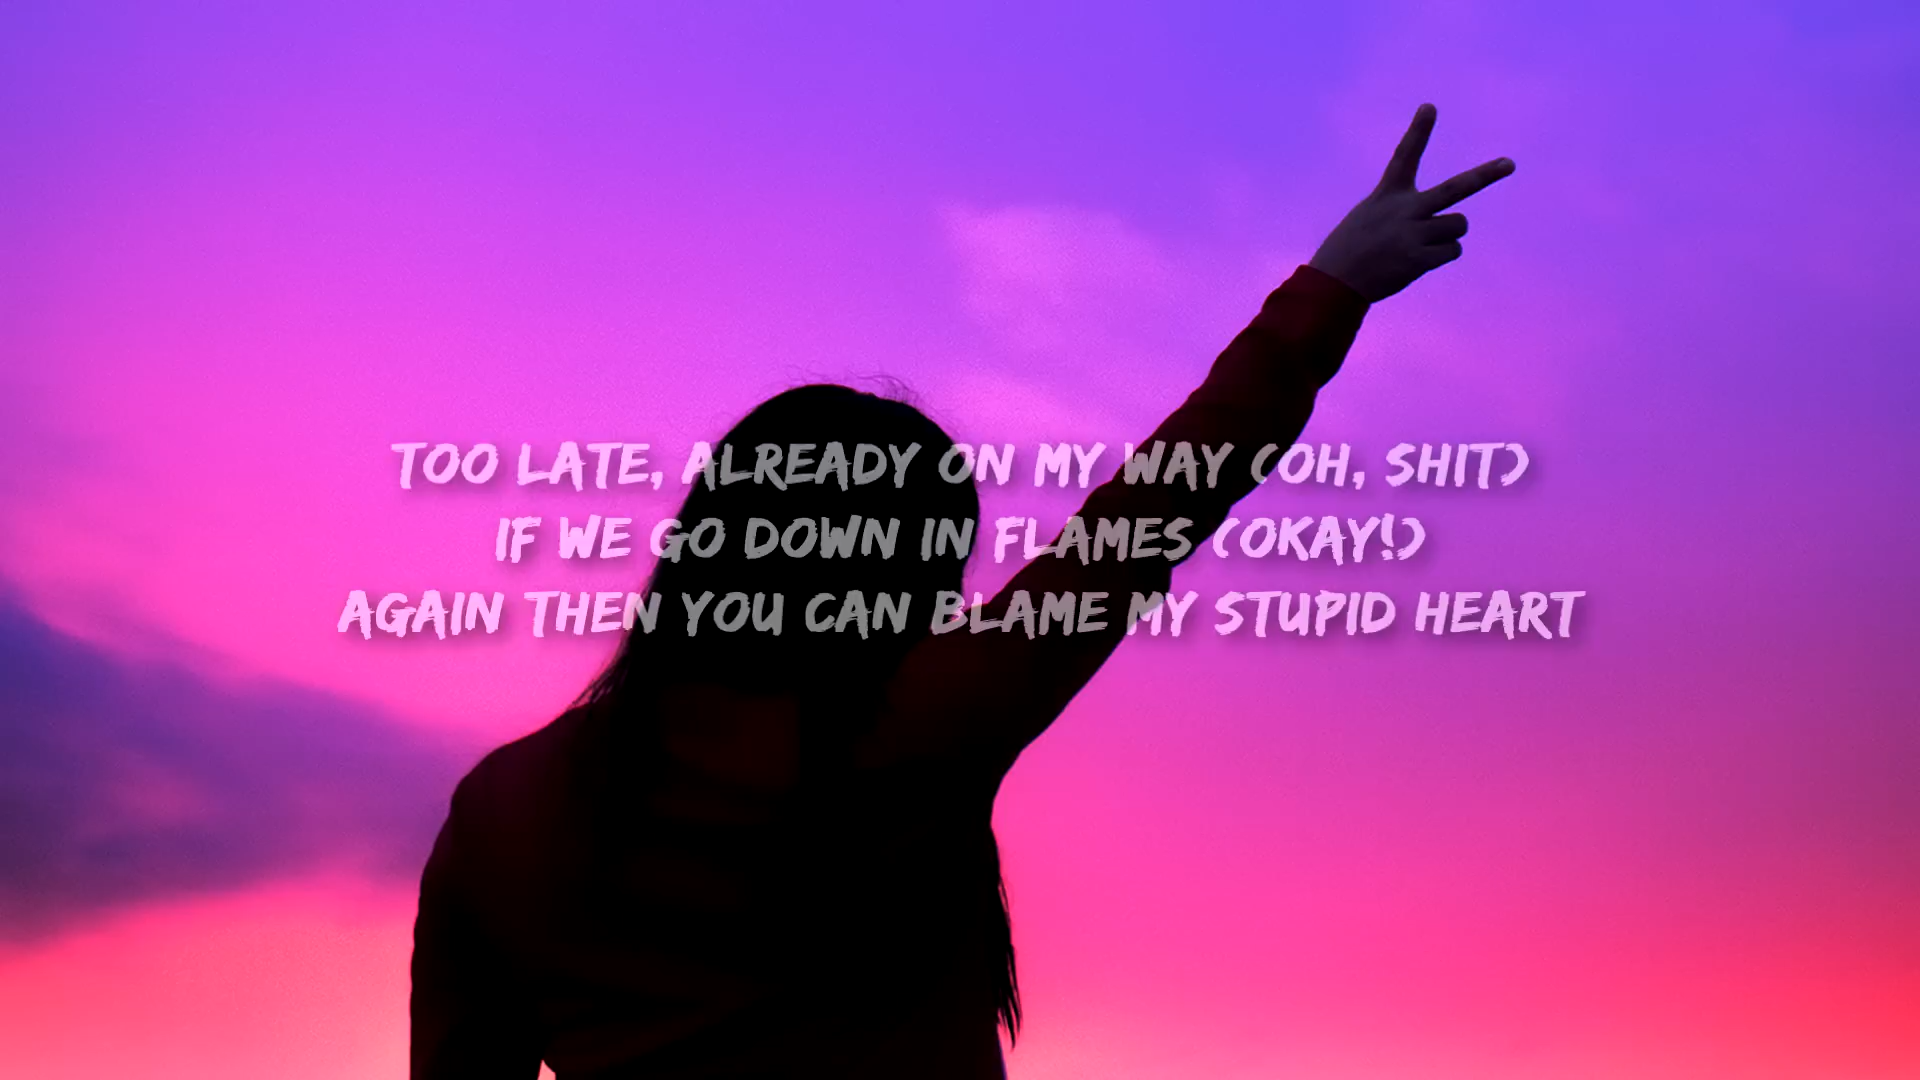 TOO LATE, ALREADY ON MY WAY (OH, SHIT)
IF WE GO DOWN IN FLAMES (OKAY!)
AGAIN THEN YOU CAN BLAME MY STUPID HEART